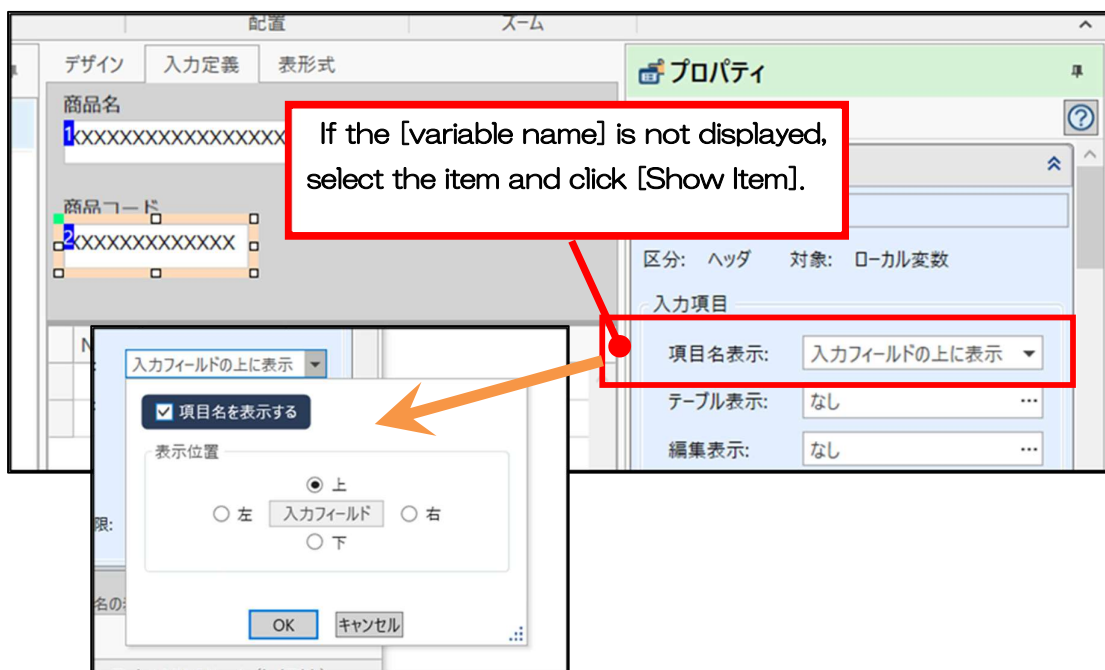 配置 ズーム
デザイン 入力定義 表形式
プロパティ
商品名
1XXXXXXXXXXXXXXXX
If the [variable name] is not displayed,
select the item and click [Show Item].
商品コード
2XXXXXXXXXXXXX
区分: ヘッダ 対象: ローカル変数
入力項目
項目名表示: 入力フィールドの上に表示
テーブル表示: なし ...
編集表示: なし ...
N
入力フィールドの上に表示
項目名を表示する
表示位置
上
左 入力フィールド 右
下
限:
名の
OK キャンセル